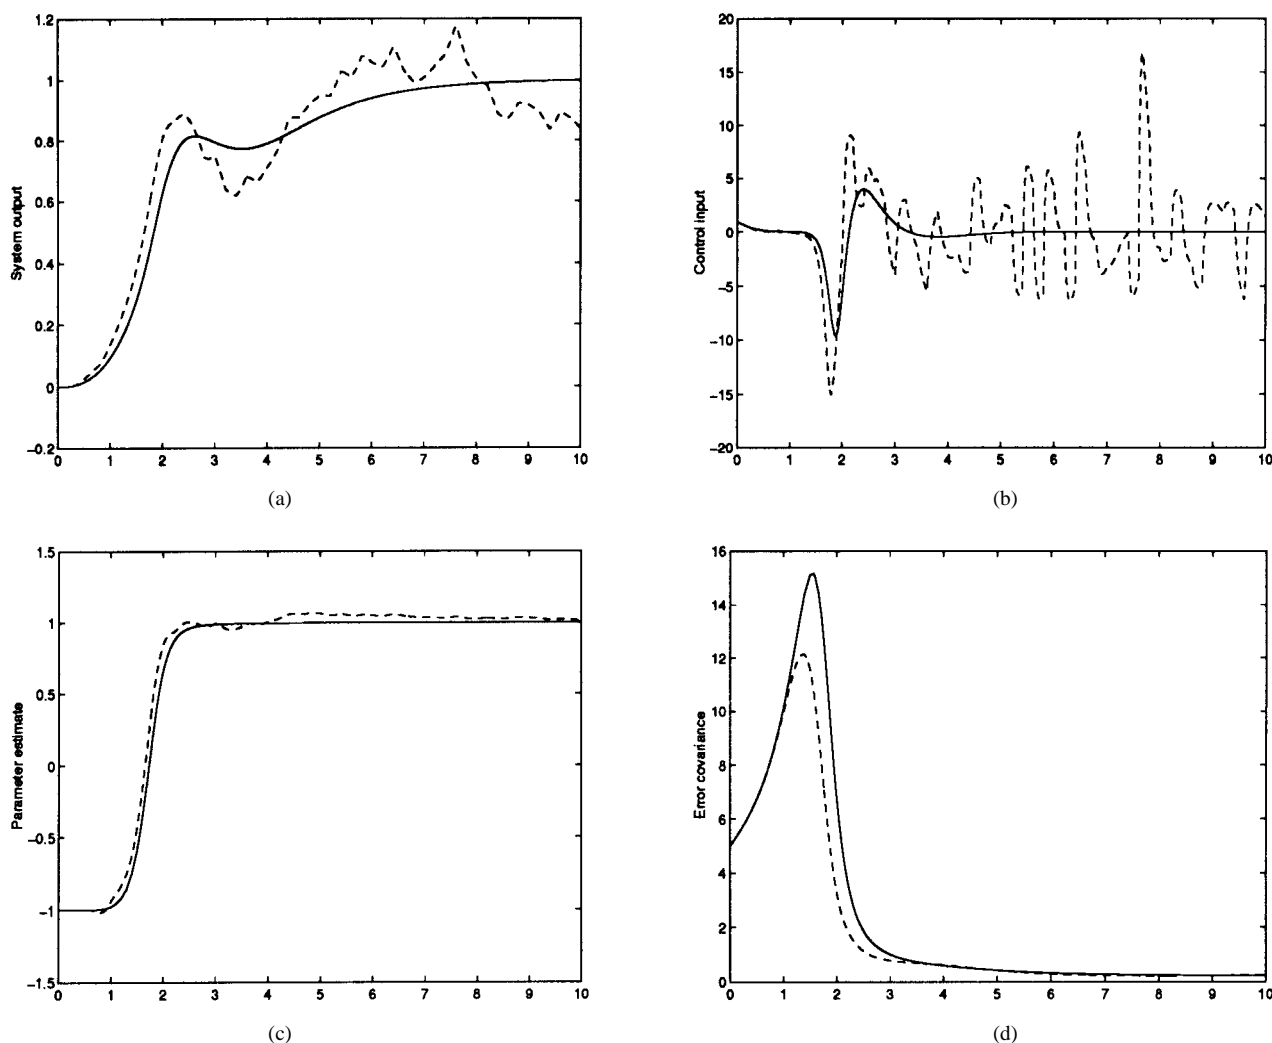 1.2
1
0.8
0.6
0.4
0.2
0
-0.2
System output
0 1 2 3 4 5 6 7 8 9 10
(a)
20
15
10
5
0
-5
-10
-15
-20
Control input
0 1 2 3 4 5 6 7 8 9 10
(b)
1.5
1
0.5
0
-0.5
-1
-1.5
Parameter estimate
0 1 2 3 4 5 6 7 8 9 10
(c)
16
14
12
10
8
6
4
2
0
Error covariance
0 1 2 3 4 5 6 7 8 9 10
(d)